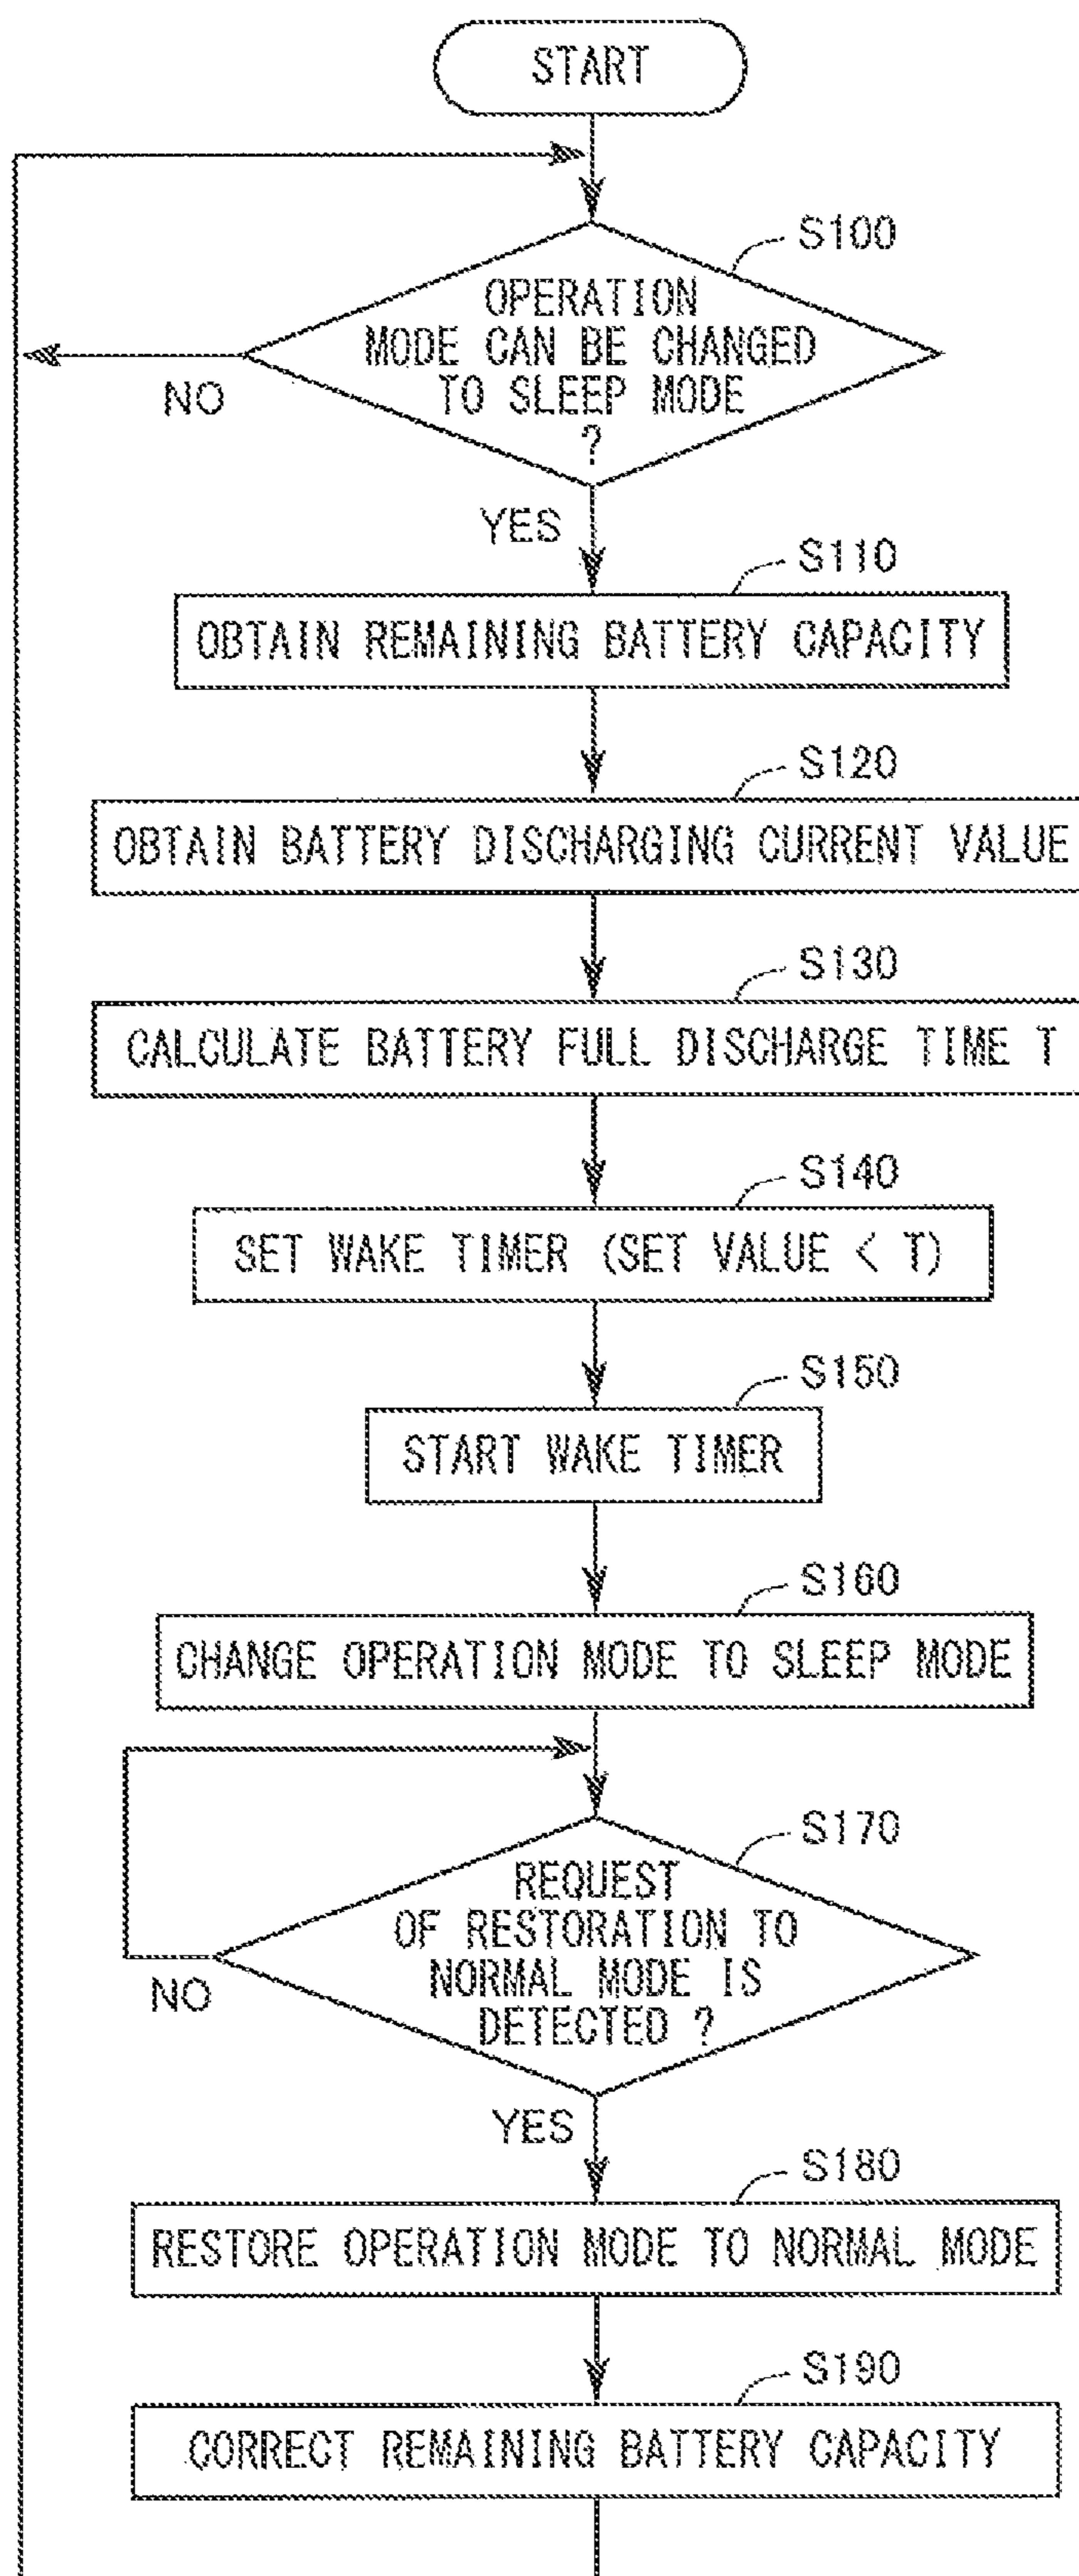 START
S100
OPERATION
MODE CAN BE CHANGED
TO SLEEP MODE
?
NO
YES
S110
OBTAIN REMAINING BATTERY CAPACITY
S120
OBTAIN BATTERY DISCHARGING CURRENT VALUE
S130
CALCULATE BATTERY FULL DISCHARGE TIME T
S140
SET WAKE TIMER (SET VALUE < T)
S150
START WAKE TIMER
S160
CHANGE OPERATION MODE TO SLEEP MODE
S170
REQUEST
OF RESTORATION TO
NORMAL MODE IS
DETECTED ?
NO
YES
S180
RESTORE OPERATION MODE TO NORMAL MODE
S190
CORRECT REMAINING BATTERY CAPACITY